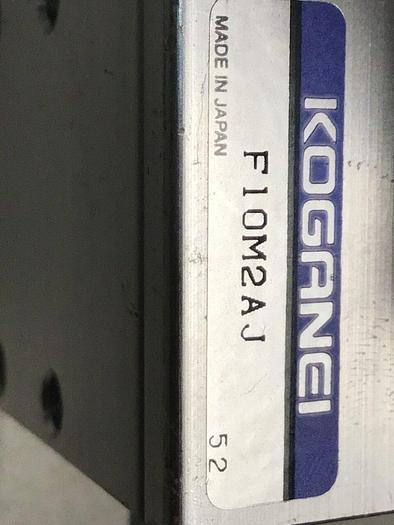 KOGANEI
F10M2AJ
MADE IN JAPAN
52